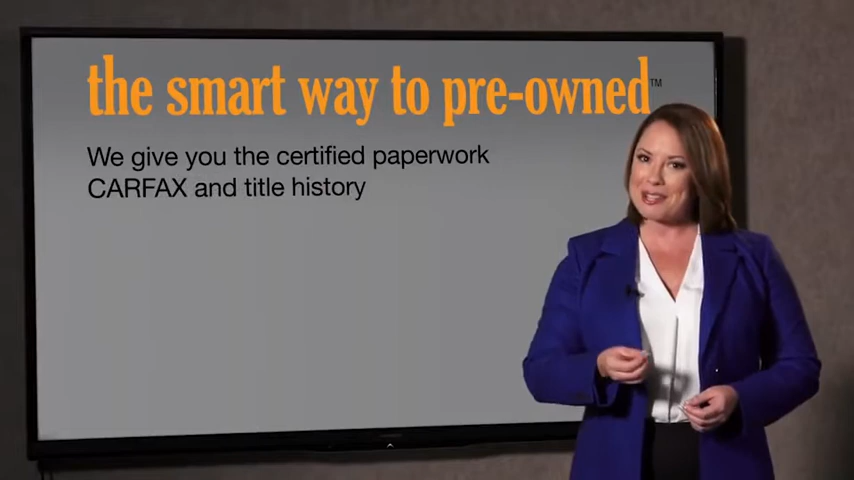 the smart way to pre-owned™
We give you the certified paperwork
CARFAX and title history